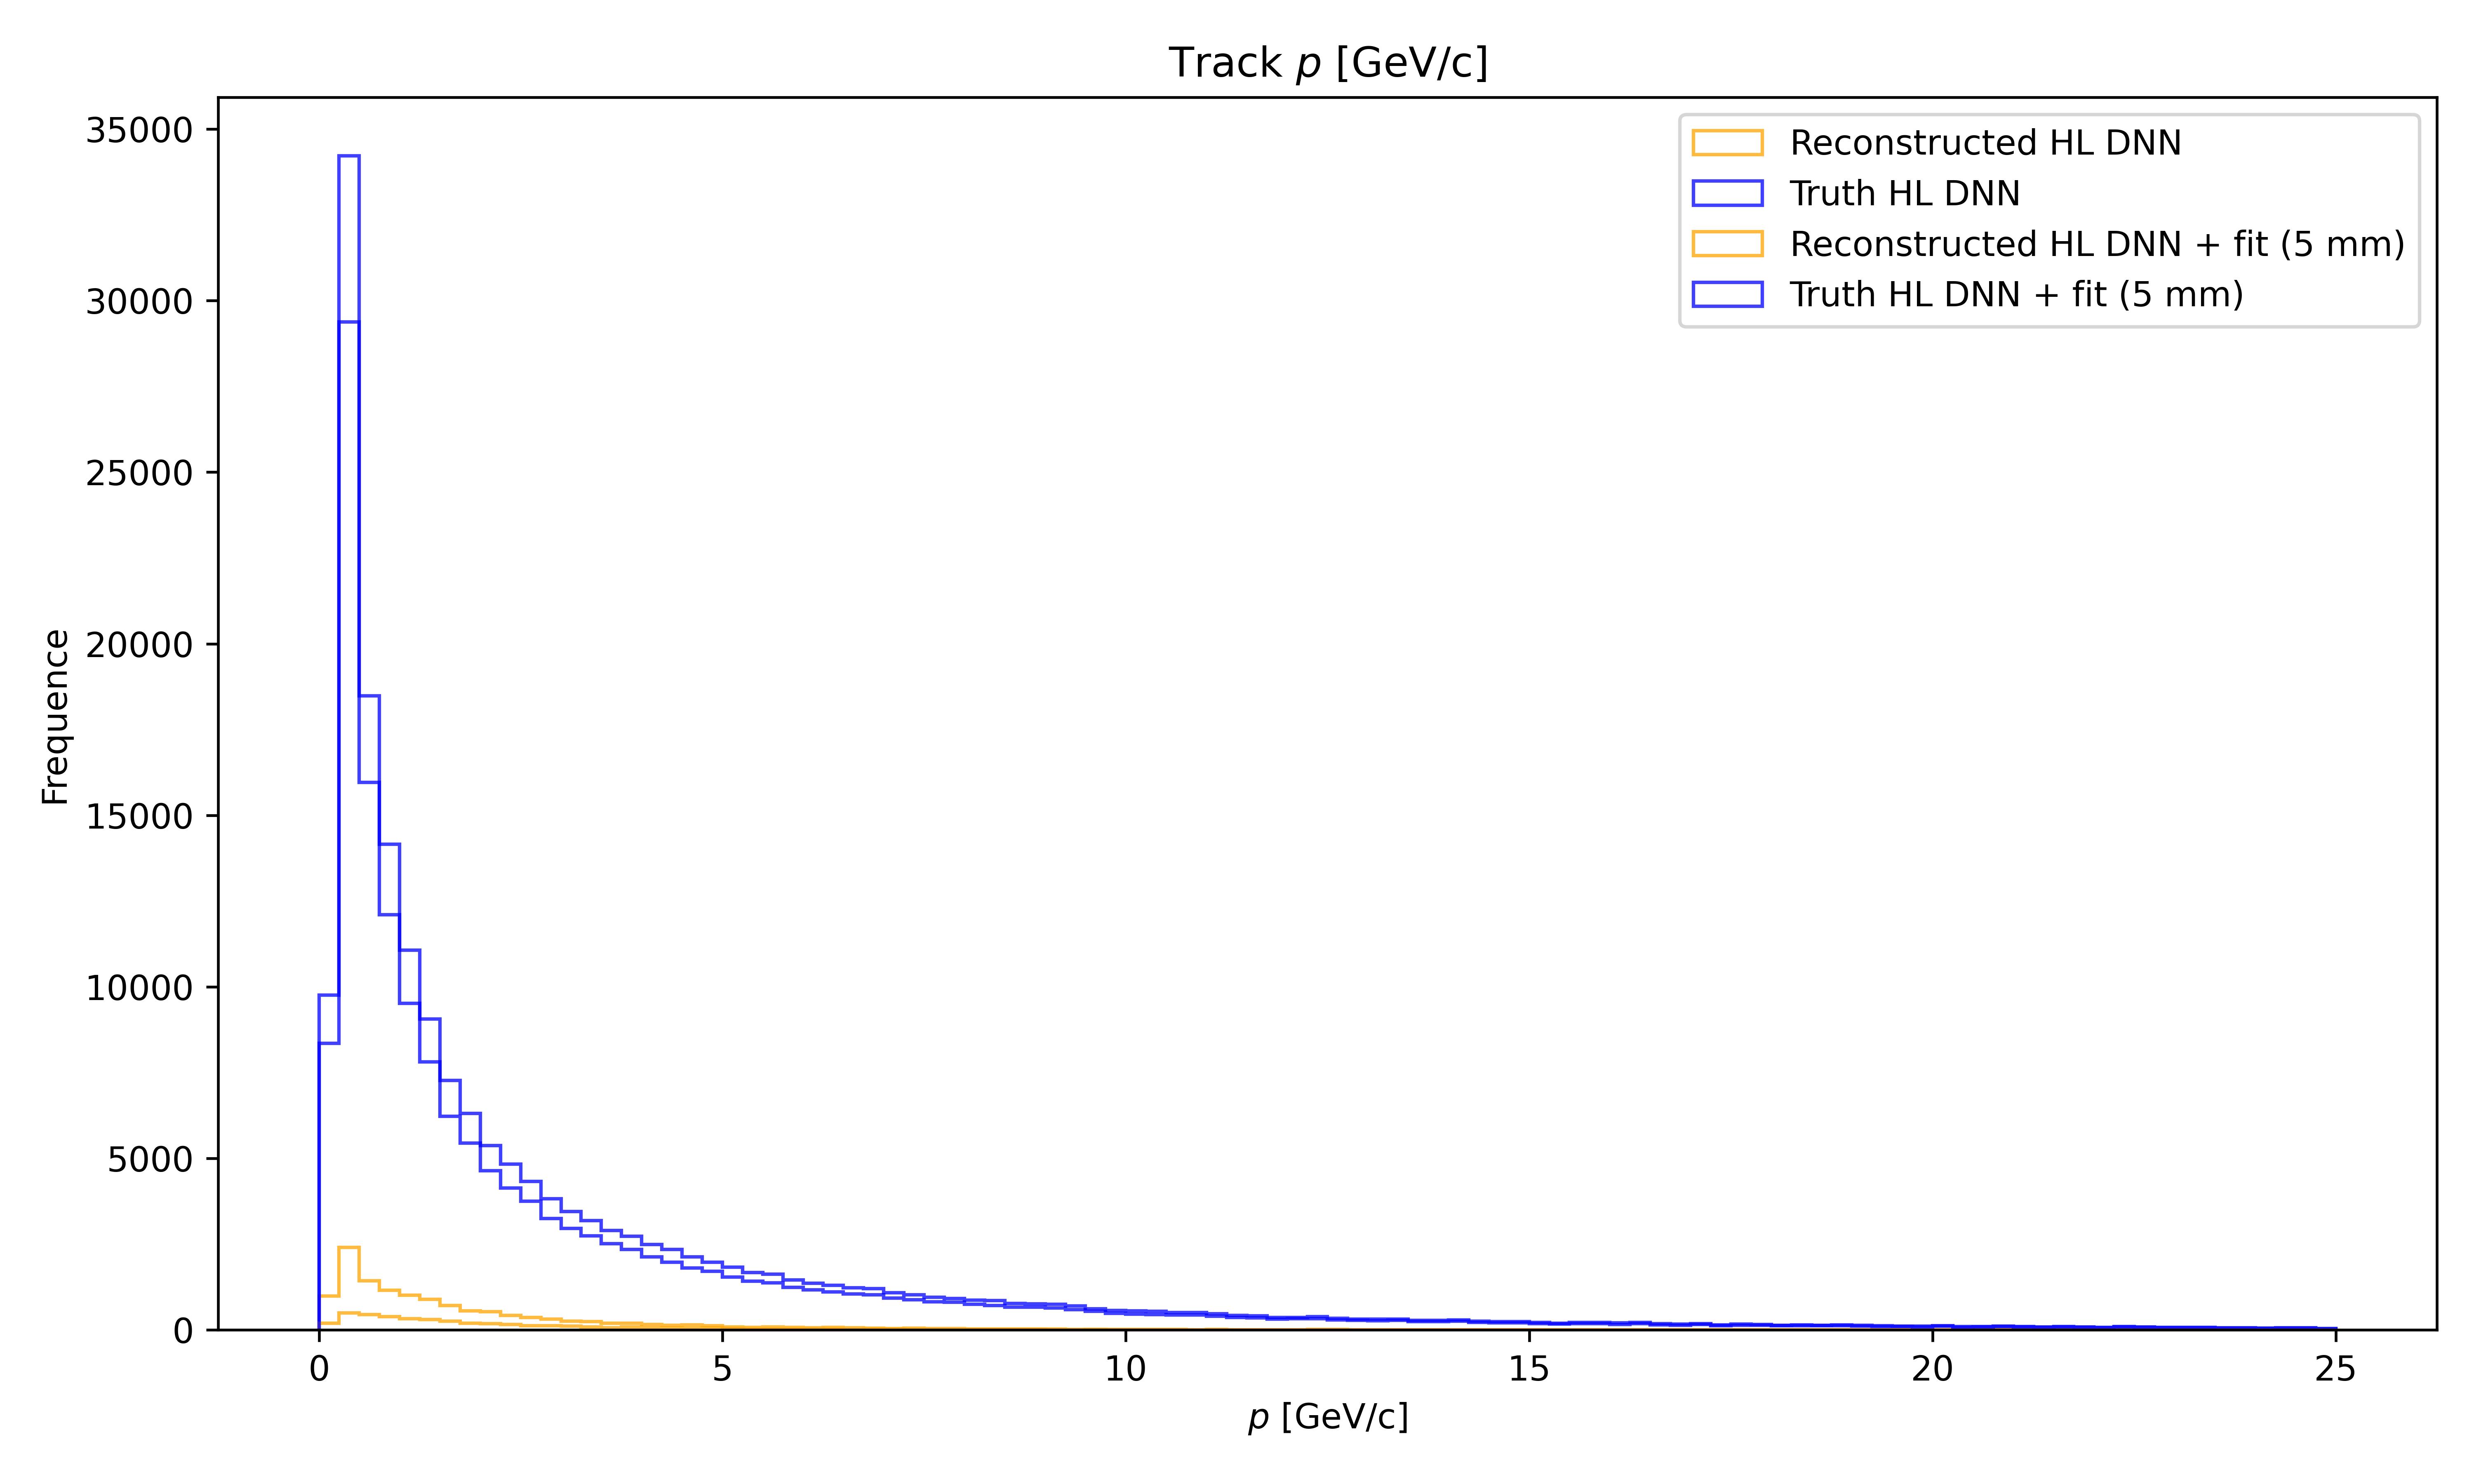 Track p [GeV/c]
35000
30000
25000
20000
15000
10000
5000
0
Frequence
Reconstructed HL DNN
Truth HL DNN
Reconstructed HL DNN + fit (5 mm)
Truth HL DNN + fit (5 mm)
0 5 10 15 20 25
p [GeV/c]